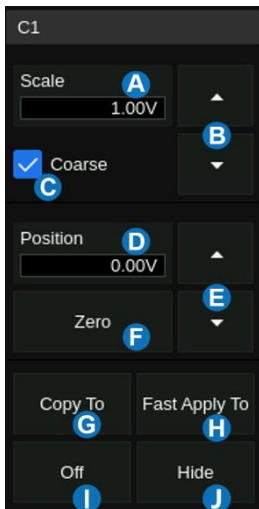 C1
Scale A
1.00V
B
Coarse
C
Position D
0.00V
E
Zero
F
Copy To Fast Apply To
G H
Off Hide
I J